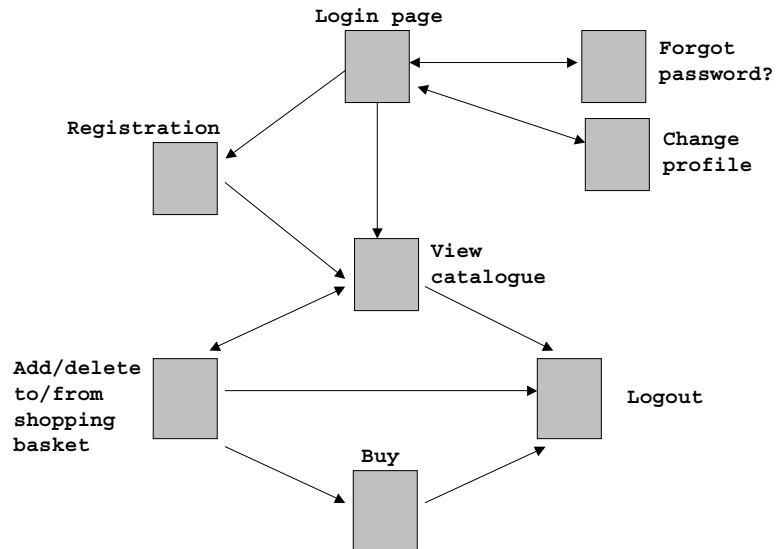 Login page
Forgot
password?
Registration
Change
profile
View
catalogue
Add/delete
to/from
shopping
basket
Logout
Buy